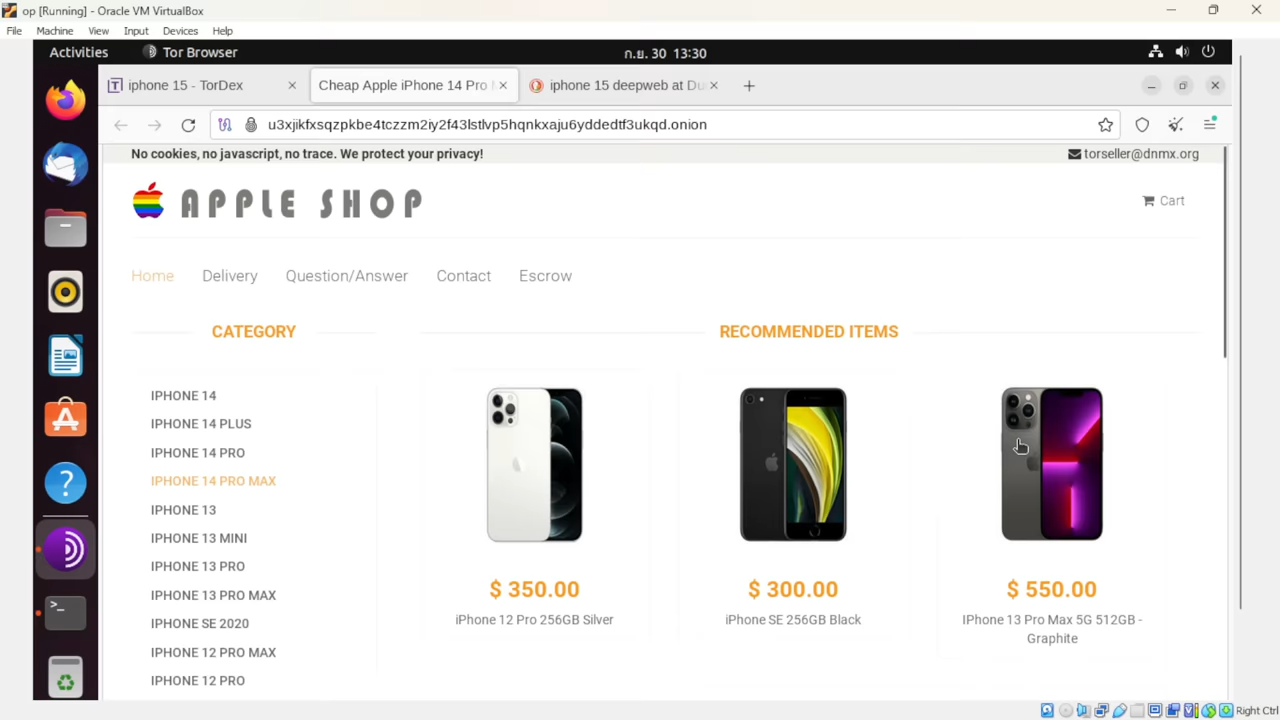 op [Running] - Oracle VM VirtualBox
File Machine View Input Devices Help
Activities Tor Browser ก.ย. 30 13:30
iphone 15 - TorDex Cheap Apple iPhone 14 Pro iphone 15 deepweb at Du
u3xjikfxsqzpkbe4tczzm2iy2f43lstlvp5hqnkxaju6yddedtf3ukqd.onion
No cookies, no javascript, no trace. We protect your privacy! torseller@dnmx.org
APPLE SHOP
Cart
Home Delivery Question/Answer Contact Escrow
CATEGORY
IPHONE 14
IPHONE 14 PLUS
IPHONE 14 PRO
IPHONE 14 PRO MAX
IPHONE 13
IPHONE 13 MINI
IPHONE 13 PRO
IPHONE 13 PRO MAX
IPHONE SE 2020
IPHONE 12 PRO MAX
IPHONE 12 PRO
RECOMMENDED ITEMS
$ 350.00
iPhone 12 Pro 256GB Silver
$ 300.00
iPhone SE 256GB Black
$ 550.00
IPhone 13 Pro Max 5G 512GB -
Graphite
Right Ctrl